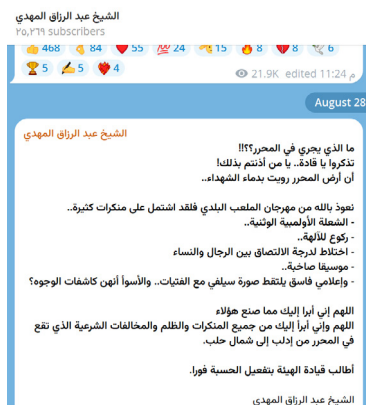 الشيخ عبد الرزاق المهدي
٢٥,٢٦٩ subscribers
468 84 55 24 15 8 8 6
5 5 4
21.9K edited 11:24 م
August 28
الشيخ عبد الرزاق المهدي
ما الذي يجري في المحرر؟؟!!
تذكروا يا قادة.. يا من أذنتم بذلك!
أن أرض المحرر رويت بدماء الشهداء..
نعوذ بالله من مهرجان الملعب البلدي فلقد اشتمل على منكرات كثيرة..
- الشعلة الأولمبية الوثنية..
- ركوع للآلهة..
- اختلاط لدرجة الالتصاق بين الرجال والنساء
- موسيقا صاخبة..
- وإعلامي فاسق يلتقط صورة سيلفي مع الفتيات.. والأسوأ أنهن كاشفات الوجوه؟
اللهم إني أبرا إليك مما صنع هؤلاء
اللهم وإني أبرأ إليك من جميع المنكرات والظلم والمخالفات الشرعية الذي تقع
في المحرر من إدلب إلى شمال حلب.
أطالب قيادة الهيئة بتفعيل الحسبة فورا.
الشيخ عبد الرزاق المهدي